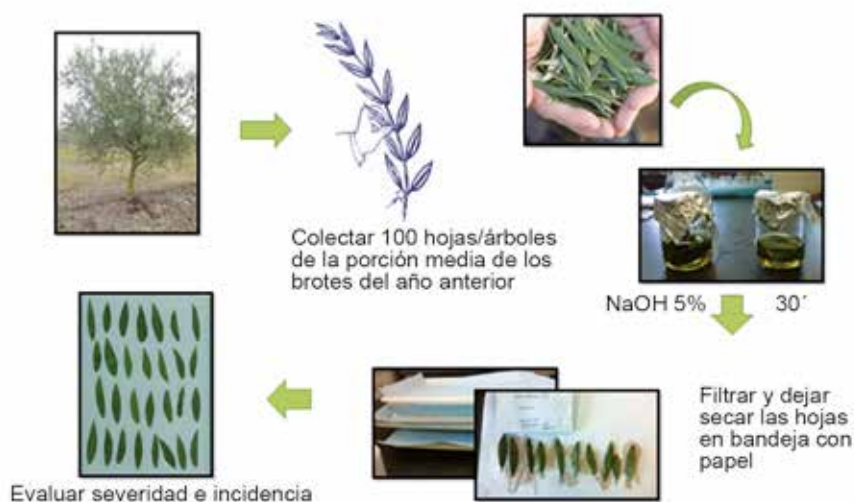 Colectar 100 hojas/árboles
de la porción media de los
brotes del año anterior
NaOH 5% 30´
Filtrar y dejar
secar las hojas
en bandeja con
papel
Evaluar severidad e incidencia